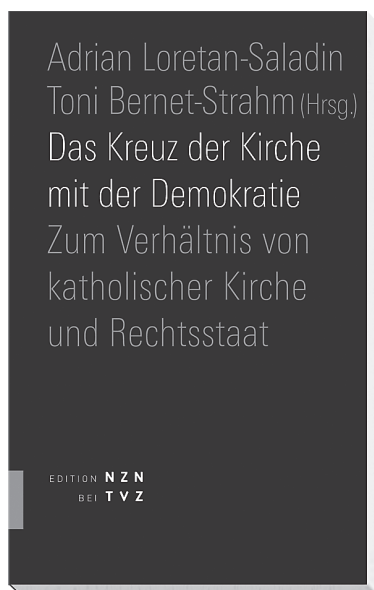 Adrian Loretan-Saladin
Toni Bernet-Strahm (Hrsg.)
Das Kreuz der Kirche
mit der Demokratie
Zum Verhältnis von
katholischer Kirche
und Rechtsstaat
EDITION NZN
BEI TVZ